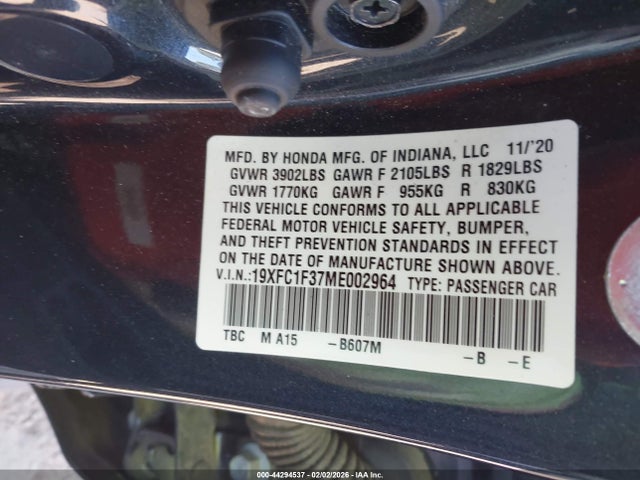 MFD. BY HONDA MFG. OF INDIANA, LLC 11/'20
GVWR 3902LBS GAWR F 2105LBS R 1829LBS
GVWR 1770KG GAWR F 955KG R 830KG
THIS VEHICLE CONFORMS TO ALL APPLICABLE
FEDERAL MOTOR VEHICLE SAFETY, BUMPER,
AND THEFT PREVENTION STANDARDS IN EFFECT
ON THE DATE OF MANUFACTURE SHOWN ABOVE.
V.I.N.:19XFC1F37ME002964 TYPE: PASSENGER CAR
TBC M A15 -B607M -B -E
000-44294537 - 02/02/2026 - IAA Inc.